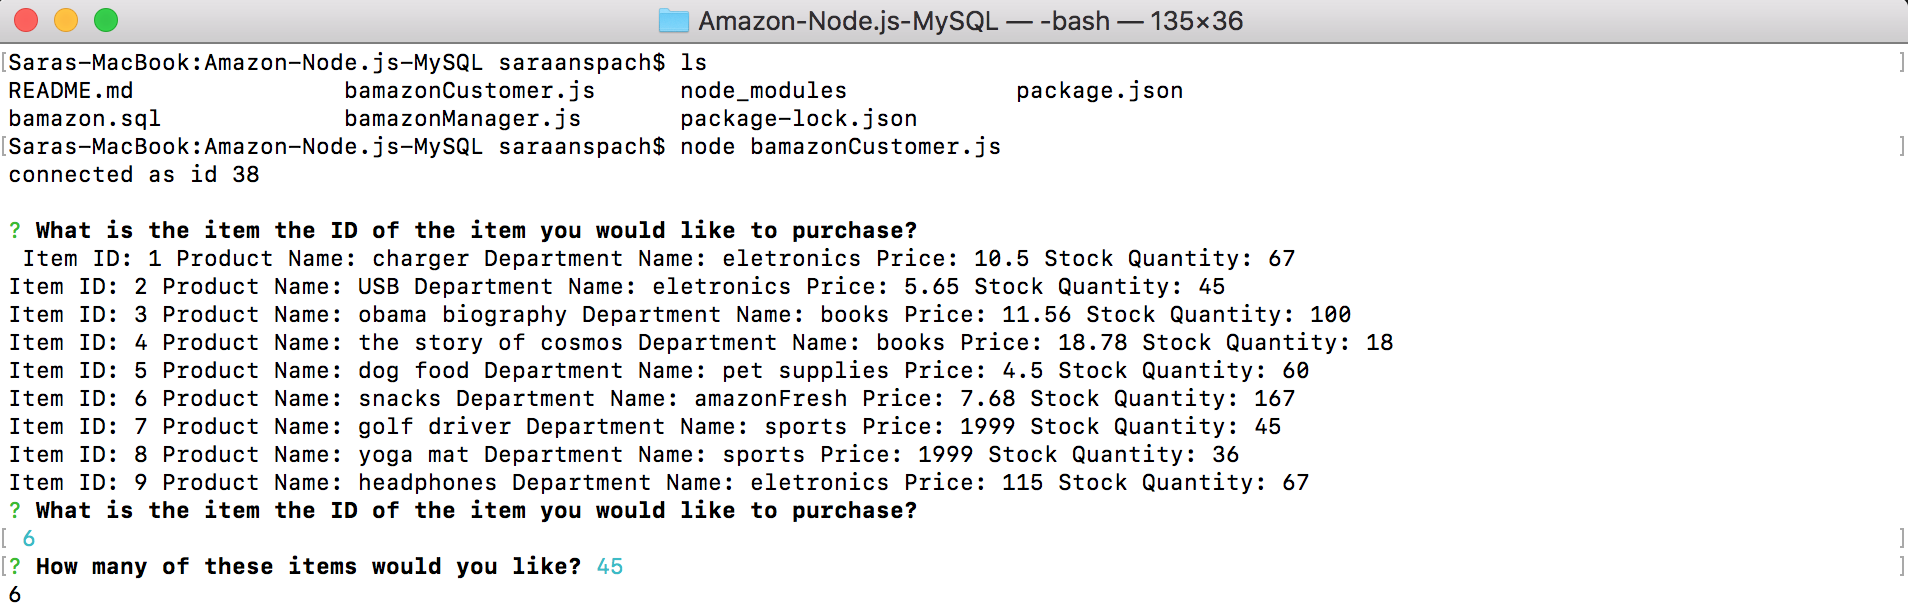 Amazon-Node.js-MySQL — -bash — 135×36
[Saras-MacBook:Amazon-Node.js-MySQL saraanspach$ ls ]
README.md bamazonCustomer.js node_modules package.json
bamazon.sql bamazonManager.js package-lock.json
[Saras-MacBook:Amazon-Node.js-MySQL saraanspach$ node bamazonCustomer.js ]
connected as id 38
? What is the item the ID of the item you would like to purchase?
Item ID: 1 Product Name: charger Department Name: eletronics Price: 10.5 Stock Quantity: 67
Item ID: 2 Product Name: USB Department Name: eletronics Price: 5.65 Stock Quantity: 45
Item ID: 3 Product Name: obama biography Department Name: books Price: 11.56 Stock Quantity: 100
Item ID: 4 Product Name: the story of cosmos Department Name: books Price: 18.78 Stock Quantity: 18
Item ID: 5 Product Name: dog food Department Name: pet supplies Price: 4.5 Stock Quantity: 60
Item ID: 6 Product Name: snacks Department Name: amazonFresh Price: 7.68 Stock Quantity: 167
Item ID: 7 Product Name: golf driver Department Name: sports Price: 1999 Stock Quantity: 45
Item ID: 8 Product Name: yoga mat Department Name: sports Price: 1999 Stock Quantity: 36
Item ID: 9 Product Name: headphones Department Name: eletronics Price: 115 Stock Quantity: 67
? What is the item the ID of the item you would like to purchase?
[ 6 ]
[? How many of these items would you like? 45 ]
6